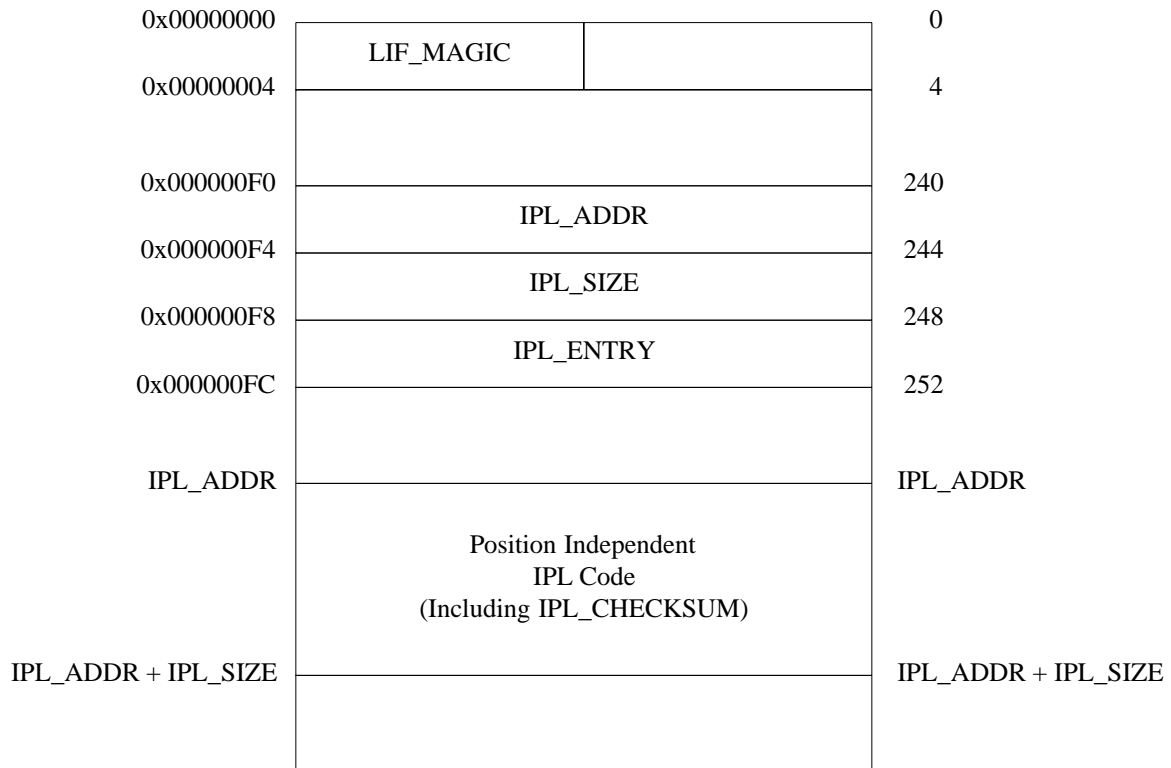 0x00000000 0
LIF_MAGIC
0x00000004 4
0x000000F0 240
IPL_ADDR
0x000000F4 244
IPL_SIZE
0x000000F8 248
IPL_ENTRY
0x000000FC 252
IPL_ADDR IPL_ADDR
Position Independent
IPL Code
(Including IPL_CHECKSUM)
IPL_ADDR + IPL_SIZE IPL_ADDR + IPL_SIZE